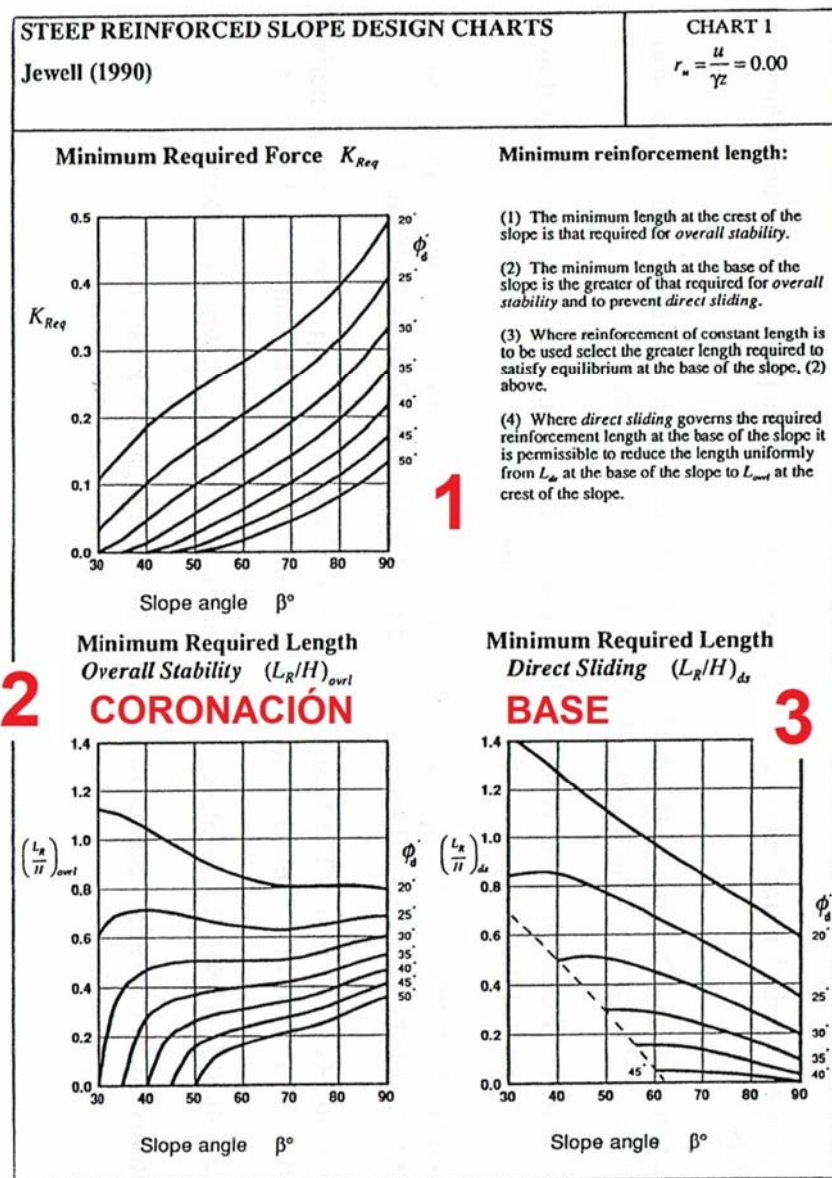 STEEP REINFORCED SLOPE DESIGN CHARTS
Jewell (1990)
CHART 1
r_u = u/γz = 0.00
Minimum Required Force K_Req
0.5
0.4
0.3
0.2
0.1
0.0
K_Req
30 40 50 60 70 80 90
Slope angle β°
20°
ϕ'_d
25°
30°
35°
40°
45°
50°
1
Minimum reinforcement length:
(1) The minimum length at the crest of the
slope is that required for overall stability.
(2) The minimum length at the base of the
slope is the greater of that required for overall
stability and to prevent direct sliding.
(3) Where reinforcement of constant length is
to be used select the greater length required to
satisfy equilibrium at the base of the slope, (2)
above.
(4) Where direct sliding governs the required
reinforcement length at the base of the slope it
is permissible to reduce the length uniformly
from L_ds at the base of the slope to L_ovrl at the
crest of the slope.
Minimum Required Length
Overall Stability (L_R/H)_ovrl
2
CORONACIÓN
1.4
1.2
1.0
0.8
0.6
0.4
0.2
0.0
(L_R/H)_ovrl
30 40 50 60 70 80 90
Slope angle β°
ϕ'_d
20°
25°
30°
35°
40°
45°
50°
Minimum Required Length
Direct Sliding (L_R/H)_ds
BASE
3
1.4
1.2
1.0
0.8
0.6
0.4
0.2
0.0
(L_R/H)_ds
30 40 50 60 70 80 90
Slope angle β°
ϕ'_d
20°
25°
30°
35°
40°
45°